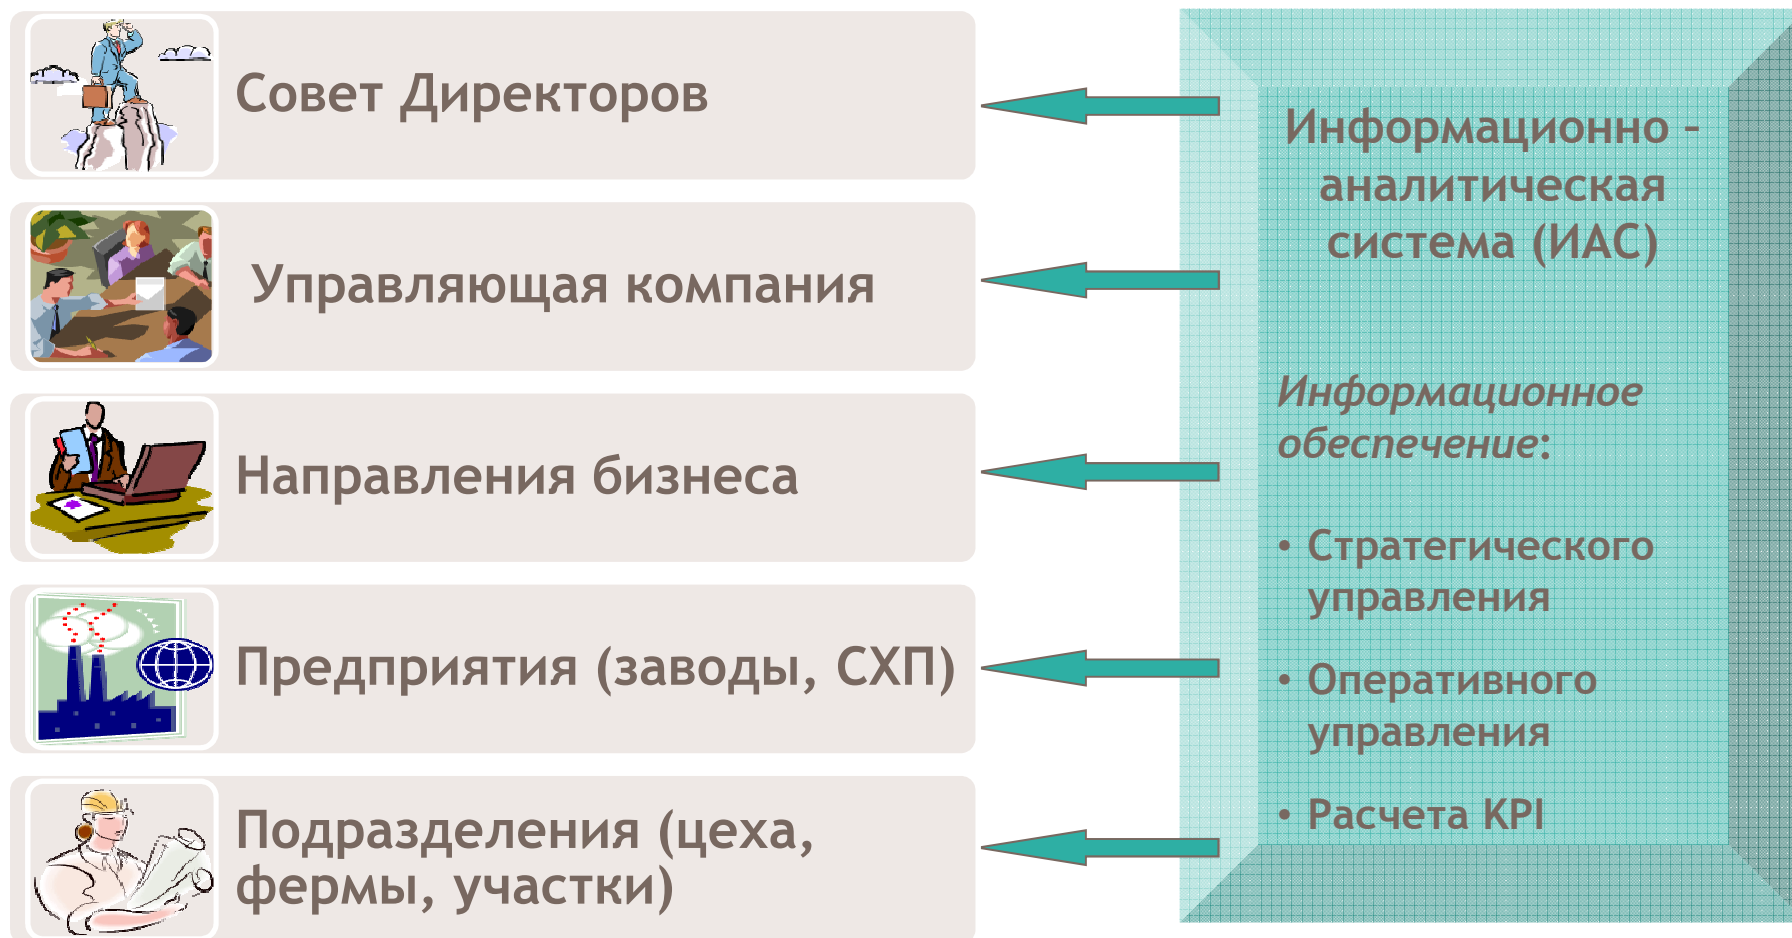 Совет Директоров
Управляющая компания
Направления бизнеса
Предприятия (заводы, СХП)
Подразделения (цеха,
фермы, участки)
Информационно –
аналитическая
система (ИАС)
Информационное
обеспечение:
• Стратегического
управления
• Оперативного
управления
• Расчета KPI